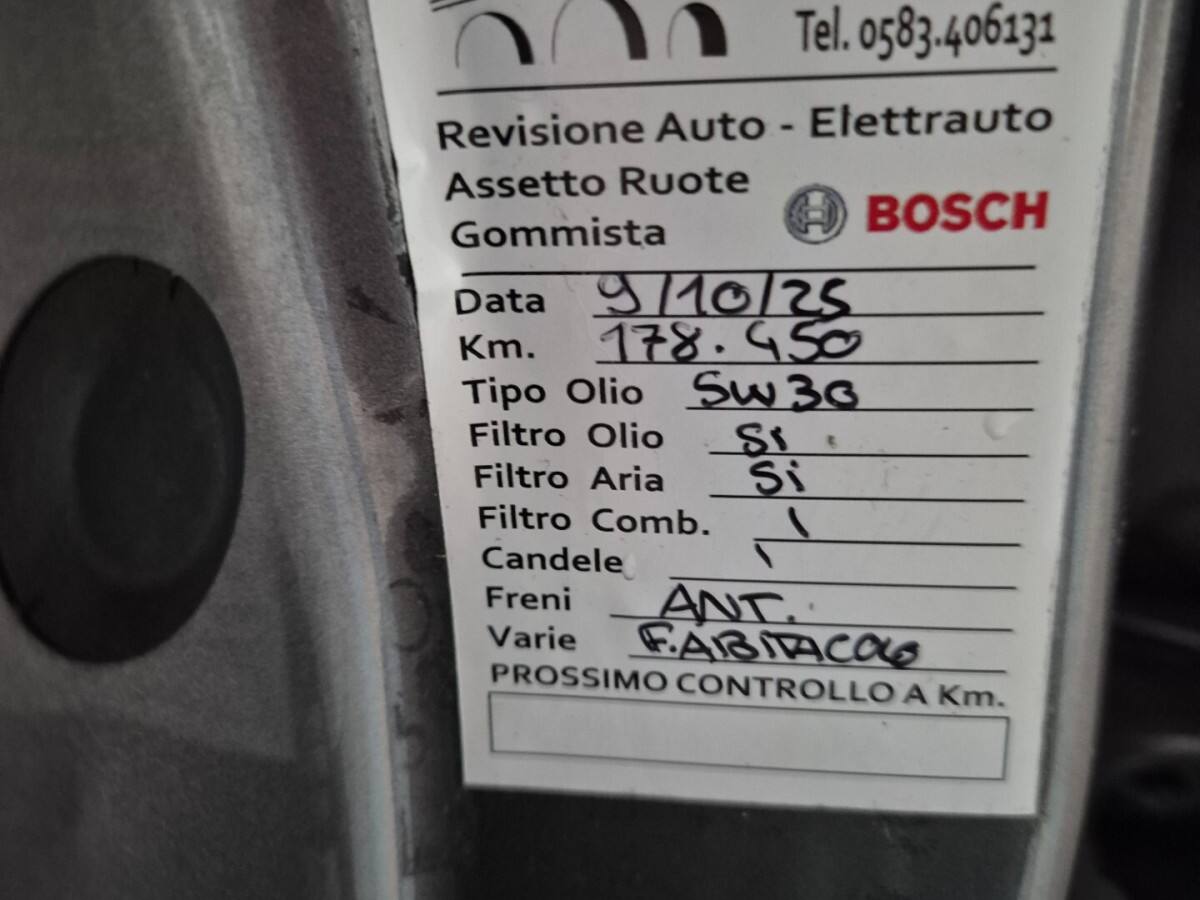 Tel. 0583.406131
Revisione Auto - Elettrauto
Assetto Ruote
Gommista
BOSCH
Data 9/10/25
Km. 178.450
Tipo Olio 5W30
Filtro Olio Si
Filtro Aria Si
Filtro Comb. \
Candele \
Freni ANT.
Varie F.ABITACOLO
PROSSIMO CONTROLLO A Km.